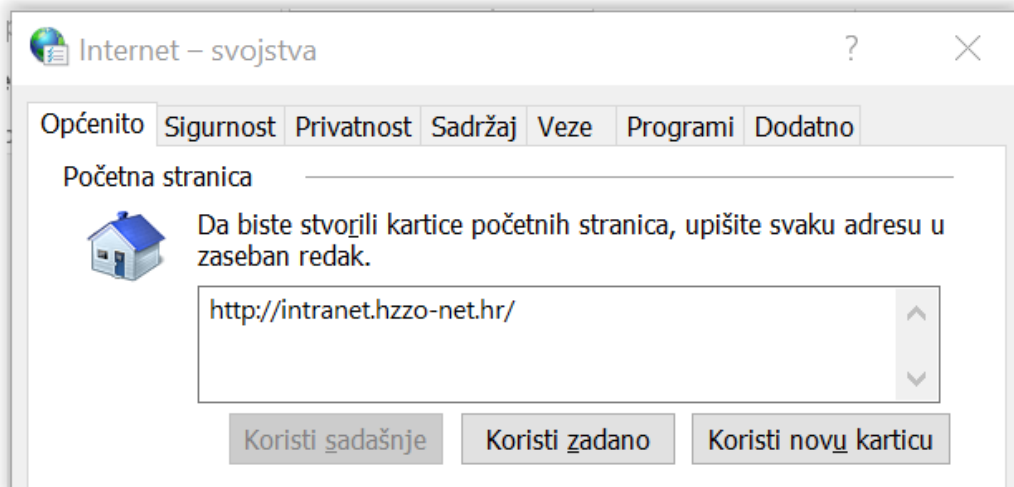 Internet – svojstva
Općenito Sigurnost Privatnost Sadržaj Veze Programi Dodatno
Početna stranica
Da biste stvorili kartice početnih stranica, upišite svaku adresu u
zaseban redak.
http://intranet.hzzo-net.hr/
Koristi sadašnje Koristi zadano Koristi novu karticu